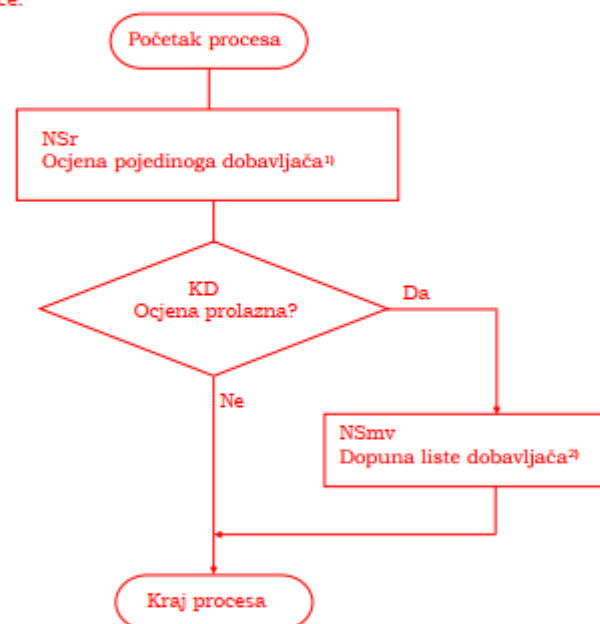 Početak procesa
NSr
Ocjena pojedinoga dobavljača¹⁾
KD
Ocjena prolazna?
Da
Ne
NSmv
Dopuna liste dobavljača²⁾
Kraj procesa